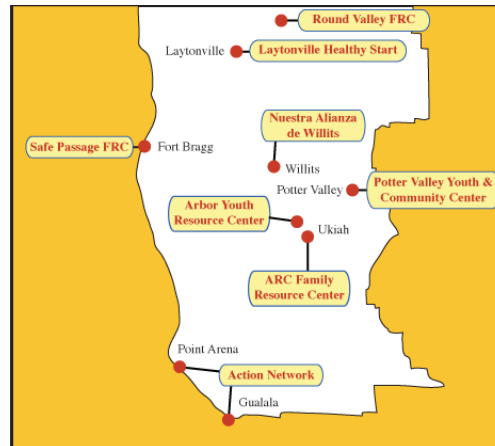 Round Valley FRC
Laytonville
Laytonville Healthy Start
Nuestra Alianza
de Willits
Safe Passage FRC
Fort Bragg
Willits
Potter Valley
Potter Valley Youth &
Community Center
Arbor Youth
Resource Center
Ukiah
ARC Family
Resource Center
Point Arena
Action Network
Gualala